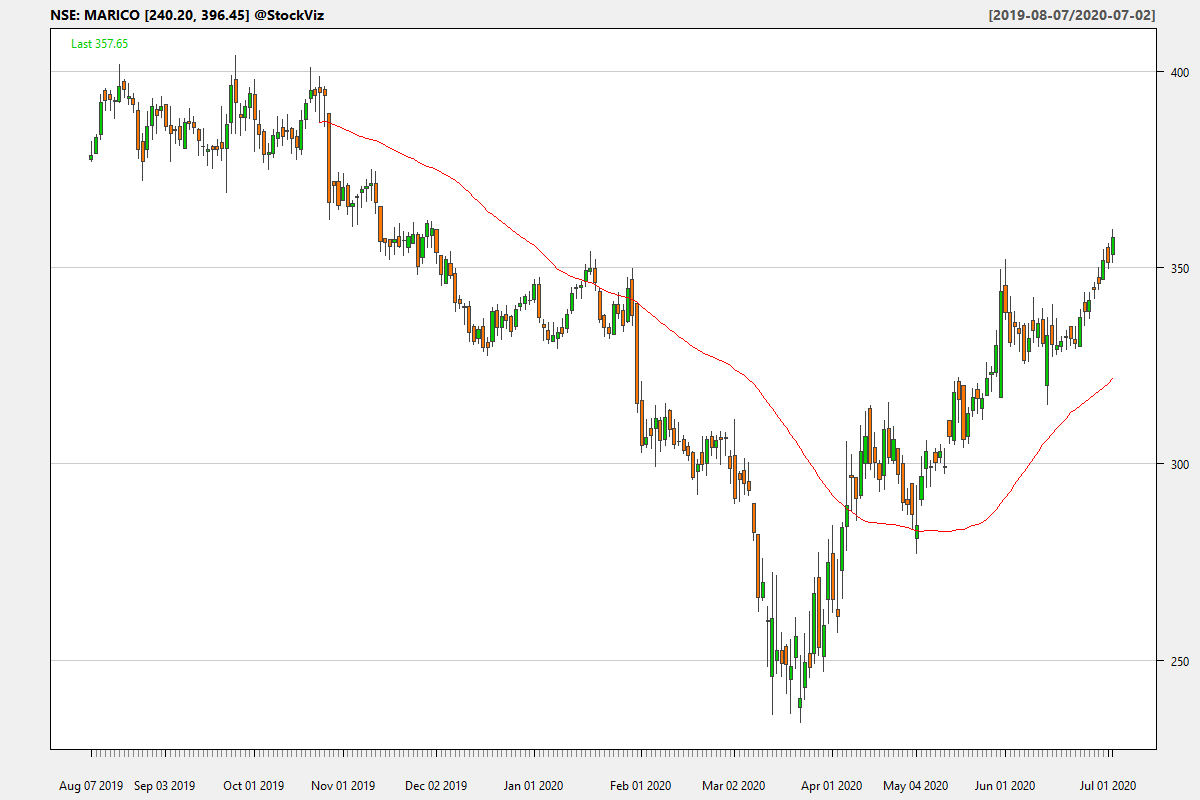 NSE: MARICO [240.20, 396.45] @StockViz [2019-08-07/2020-07-02]
Last 357.65
400
350
300
250
Aug 07 2019 Sep 03 2019 Oct 01 2019 Nov 01 2019 Dec 02 2019 Jan 01 2020 Feb 01 2020 Mar 02 2020 Apr 01 2020 May 04 2020 Jun 01 2020 Jul 01 2020